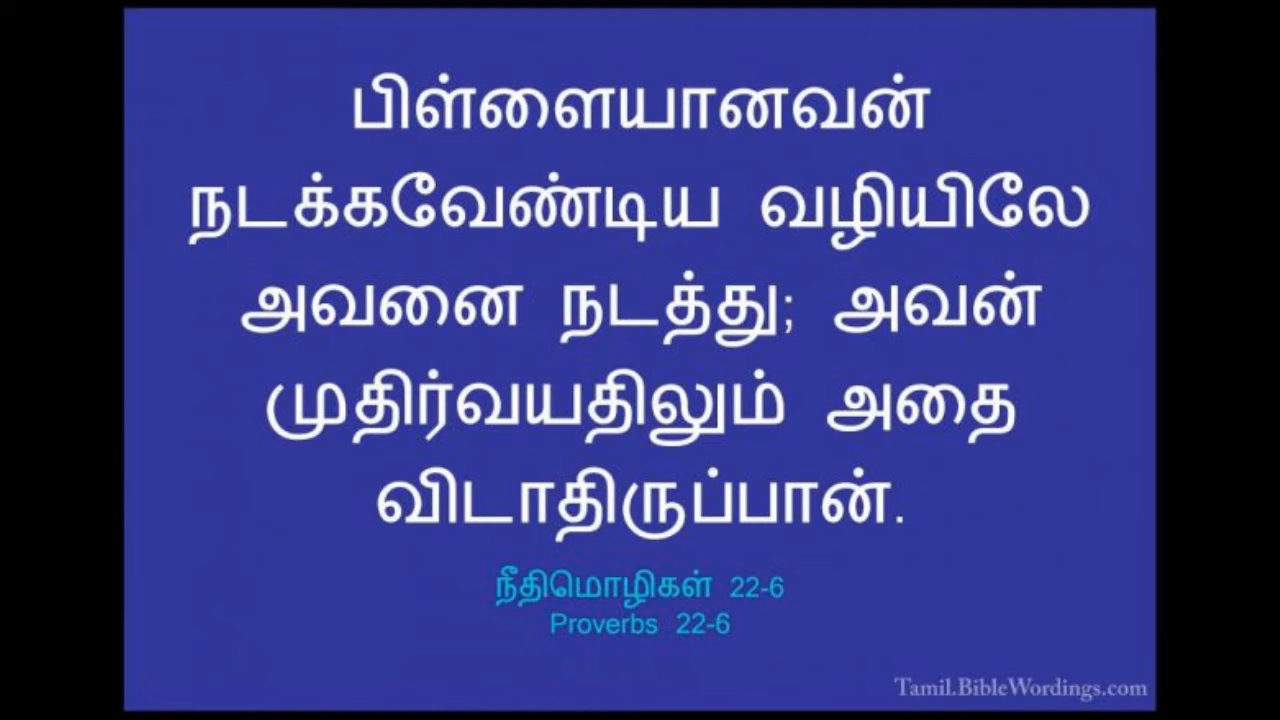 பிள்ளையானவன்
நடக்கவேண்டிய வழியிலே
அவனை நடத்து; அவன்
முதிர்வயதிலும் அதை
விடாதிருப்பான்.
நீதிமொழிகள் 22-6
Proverbs 22-6
Tamil.BibleWordings.com